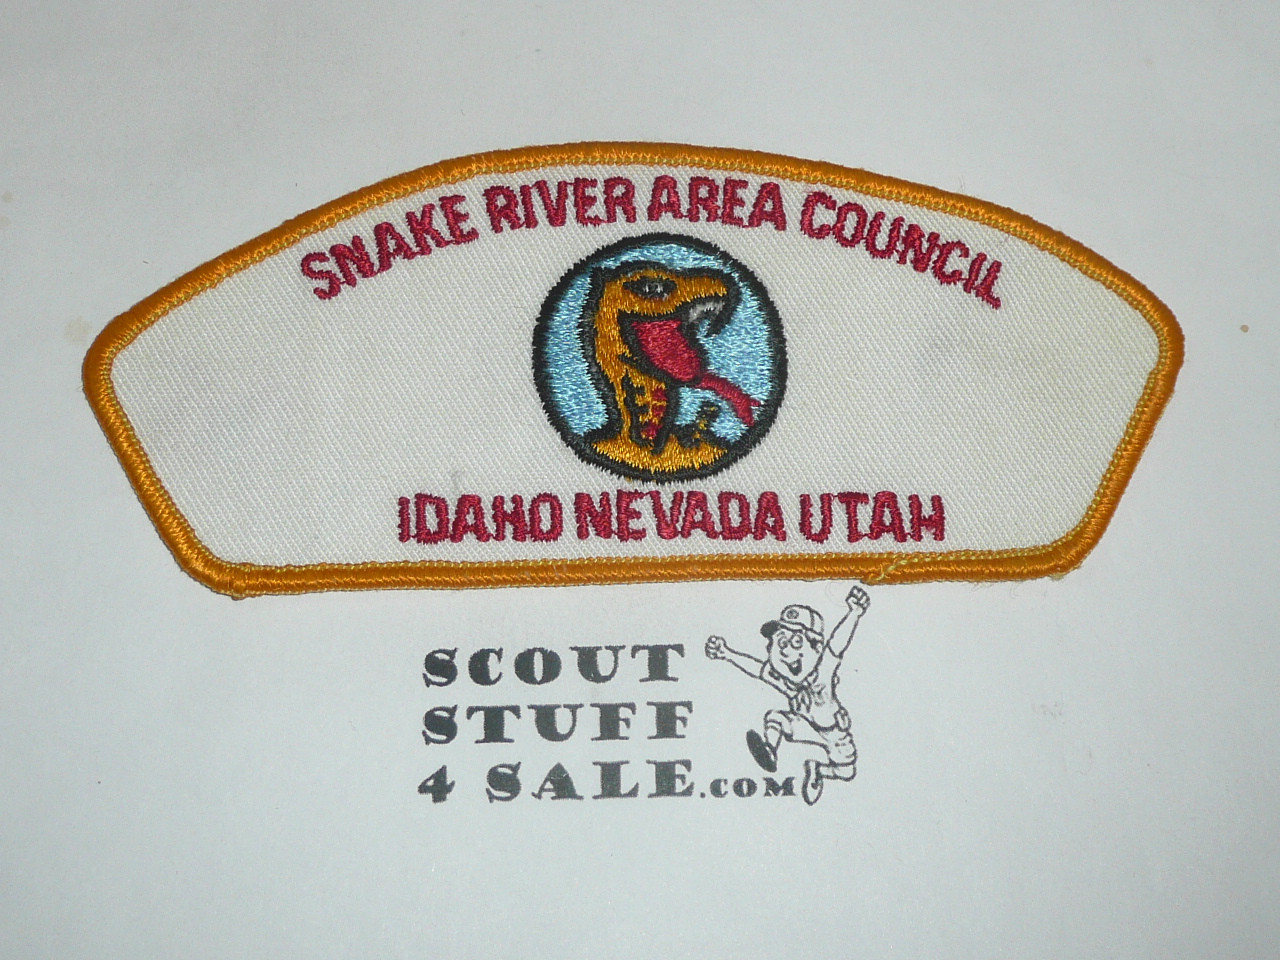 SNAKE RIVER AREA COUNCIL
IDAHO NEVADA UTAH
SCOUT
STUFF
4 SALE.COM